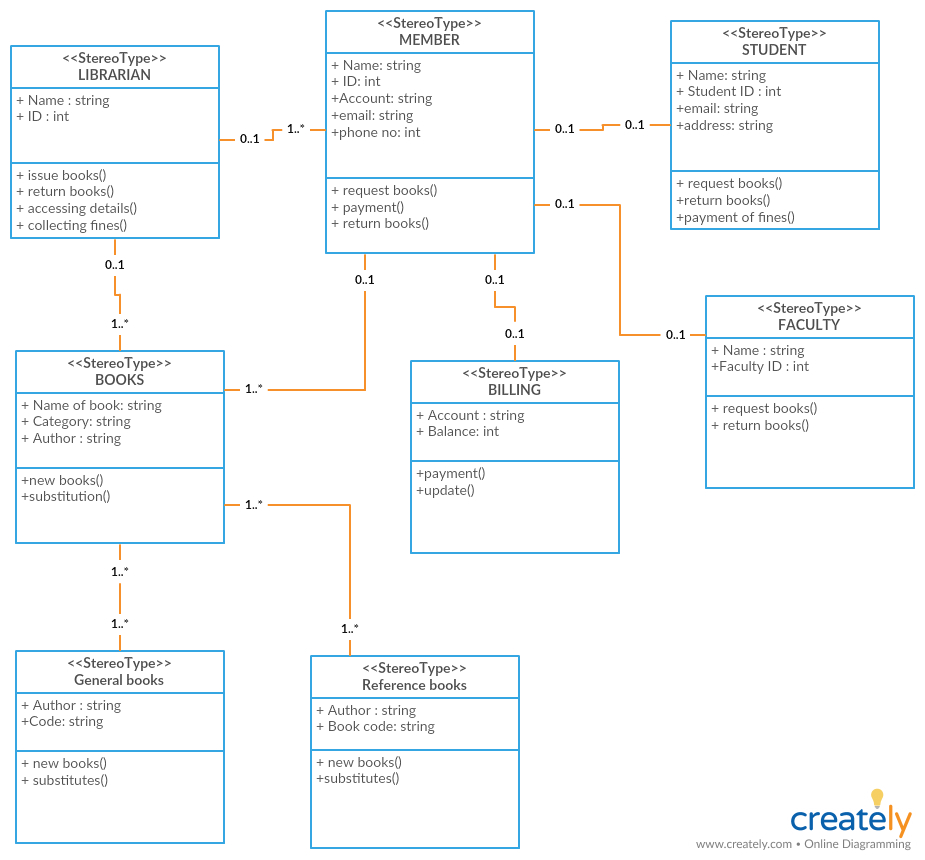 <<StereoType>>
LIBRARIAN
+ Name : string
+ ID : int
+ issue books()
+ return books()
+ accessing details()
+ collecting fines()
0..1
1..*
<<StereoType>>
MEMBER
+ Name: string
+ ID: int
+Account: string
+email: string
+phone no: int
+ request books()
+ payment()
+ return books()
0..1
0..1
<<StereoType>>
STUDENT
+ Name: string
+ Student ID : int
+email: string
+address: string
+ request books()
+return books()
+payment of fines()
0..1
0..1
<<StereoType>>
FACULTY
+ Name : string
+Faculty ID : int
+ request books()
+ return books()
0..1
1..*
0..1
1..*
0..1
0..1
<<StereoType>>
BOOKS
+ Name of book: string
+ Category: string
+ Author : string
+new books()
+substitution()
<<StereoType>>
BILLING
+ Account : string
+ Balance: int
+payment()
+update()
1..*
1..*
1..*
1..*
<<StereoType>>
General books
+ Author : string
+Code: string
+ new books()
+ substitutes()
<<StereoType>>
Reference books
+ Author : string
+ Book code: string
+ new books()
+substitutes()
creately
www.creately.com • Online Diagramming